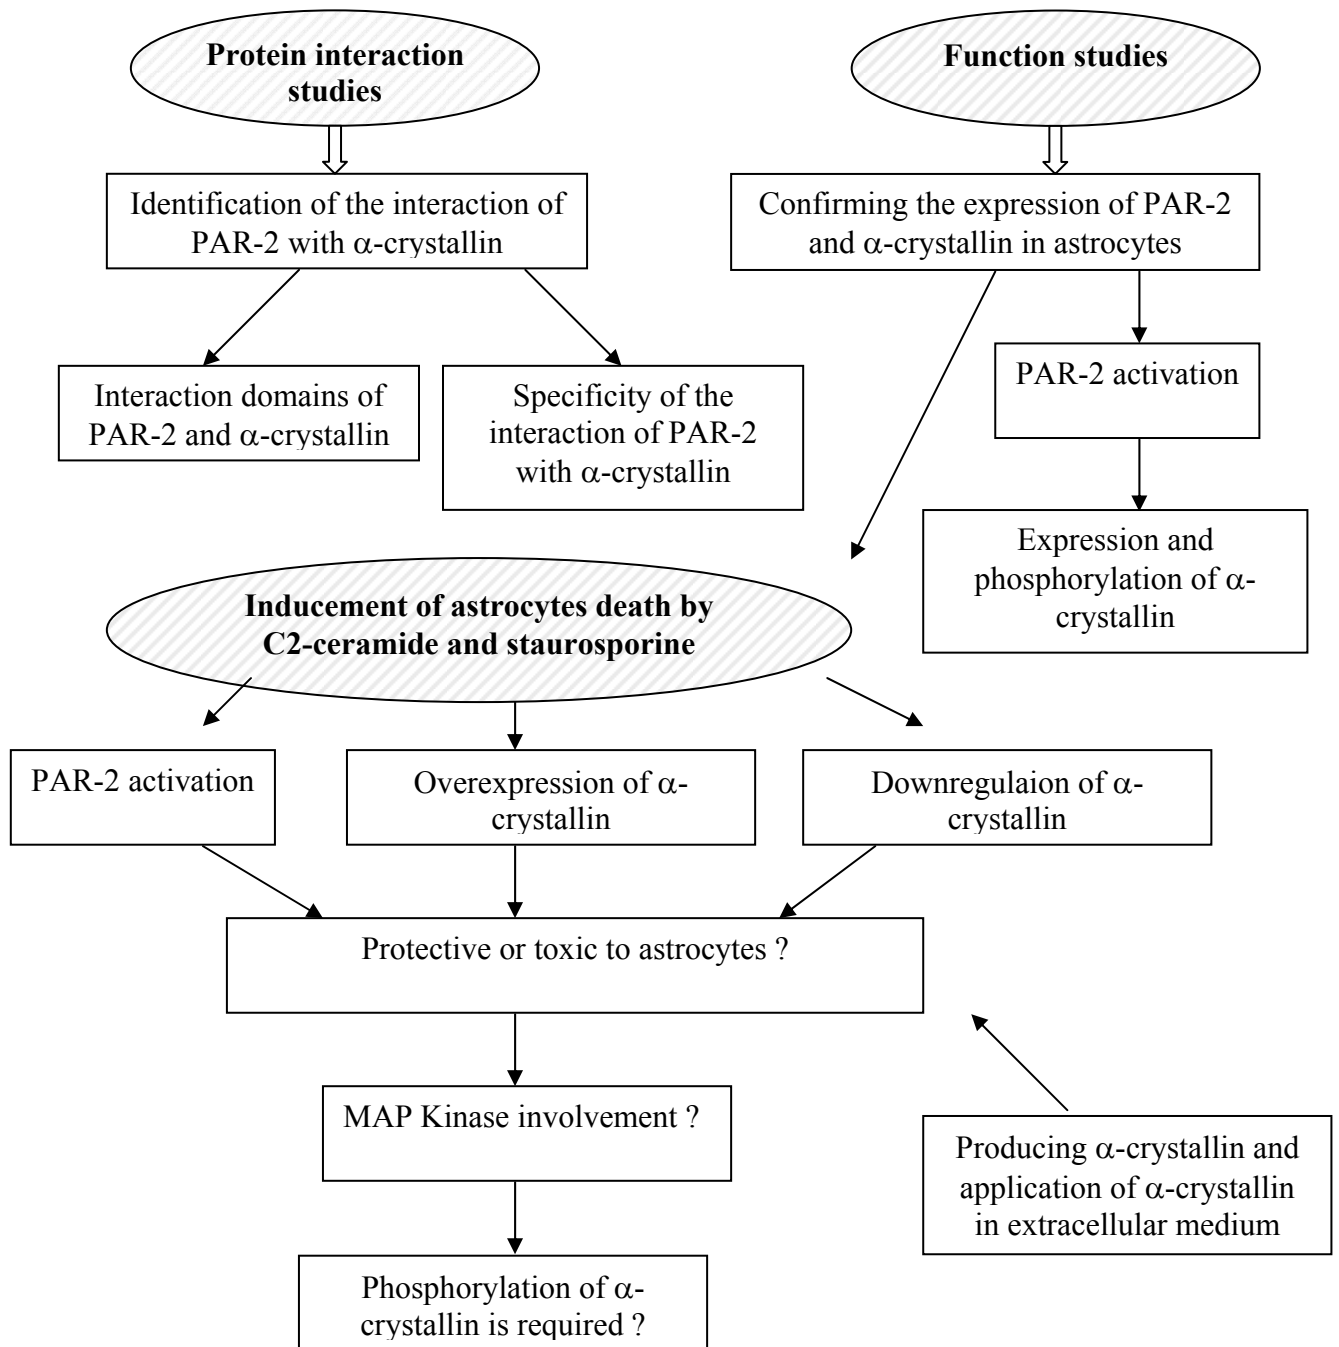 Protein interaction
studies
Function studies
Identification of the interaction of
PAR-2 with α-crystallin
Confirming the expression of PAR-2
and α-crystallin in astrocytes
Interaction domains of
PAR-2 and α-crystallin
Specificity of the
interaction of PAR-2
with α-crystallin
PAR-2 activation
Expression and
phosphorylation of α-
crystallin
Inducement of astrocytes death by
C2-ceramide and staurosporine
PAR-2 activation
Overexpression of α-
crystallin
Downregulaion of α-
crystallin
Protective or toxic to astrocytes ?
MAP Kinase involvement ?
Producing α-crystallin and
application of α-crystallin
in extracellular medium
Phosphorylation of α-
crystallin is required ?